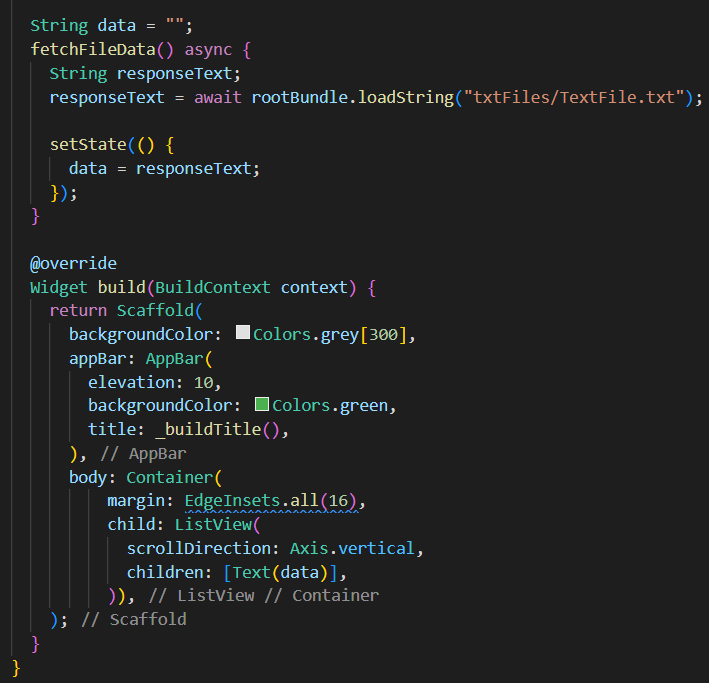 String data = "";
fetchFileData() async {
  String responseText;
  responseText = await rootBundle.loadString("txtFiles/TextFile.txt");

  setState(() {
    data = responseText;
  });
}

@override
Widget build(BuildContext context) {
  return Scaffold(
    backgroundColor: Colors.grey[300],
    appBar: AppBar(
      elevation: 10,
      backgroundColor: Colors.green,
      title: _buildTitle(),
    ), // AppBar
    body: Container(
        margin: EdgeInsets.all(16),
        child: ListView(
          scrollDirection: Axis.vertical,
          children: [Text(data)],
        )), // ListView // Container
  ); // Scaffold
}
}